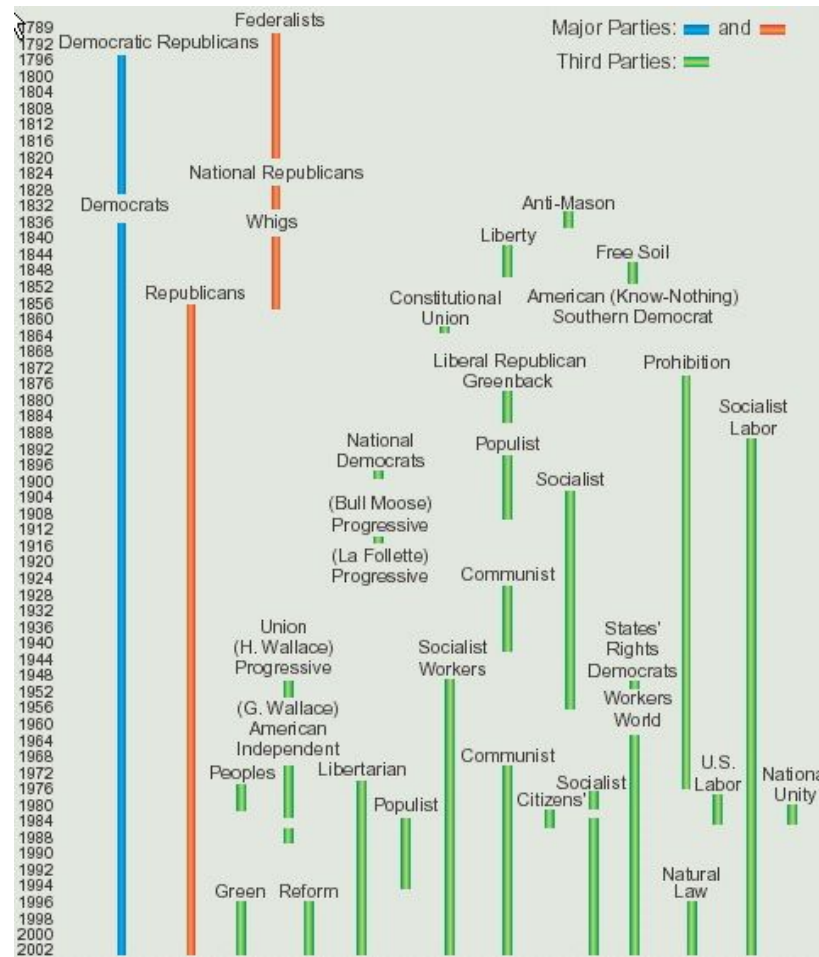 Federalists
Major Parties: and
Third Parties:
Democratic Republicans
National Republicans
Democrats
Whigs
Anti-Mason
Liberty
Free Soil
Republicans
Constitutional
Union
American (Know-Nothing)
Southern Democrat
Liberal Republican
Greenback
Prohibition
Socialist
Labor
National
Democrats
Populist
Socialist
(Bull Moose)
Progressive
(La Follette)
Progressive
Communist
Union
(H. Wallace)
Progressive
Socialist
Workers
States'
Rights
Democrats
(G. Wallace)
American
Independent
Workers
World
Peoples
Libertarian
Communist
Populist
Citizens'
Socialist
U.S.
Labor
Nationa
Unity
Green
Reform
Natural
Law
1789
1792
1796
1800
1804
1808
1812
1816
1820
1824
1828
1832
1836
1840
1844
1848
1852
1856
1860
1864
1868
1872
1876
1880
1884
1888
1892
1896
1900
1904
1908
1912
1916
1920
1924
1928
1932
1936
1940
1944
1948
1952
1956
1960
1964
1968
1972
1976
1980
1984
1988
1990
1992
1994
1996
1998
2000
2002